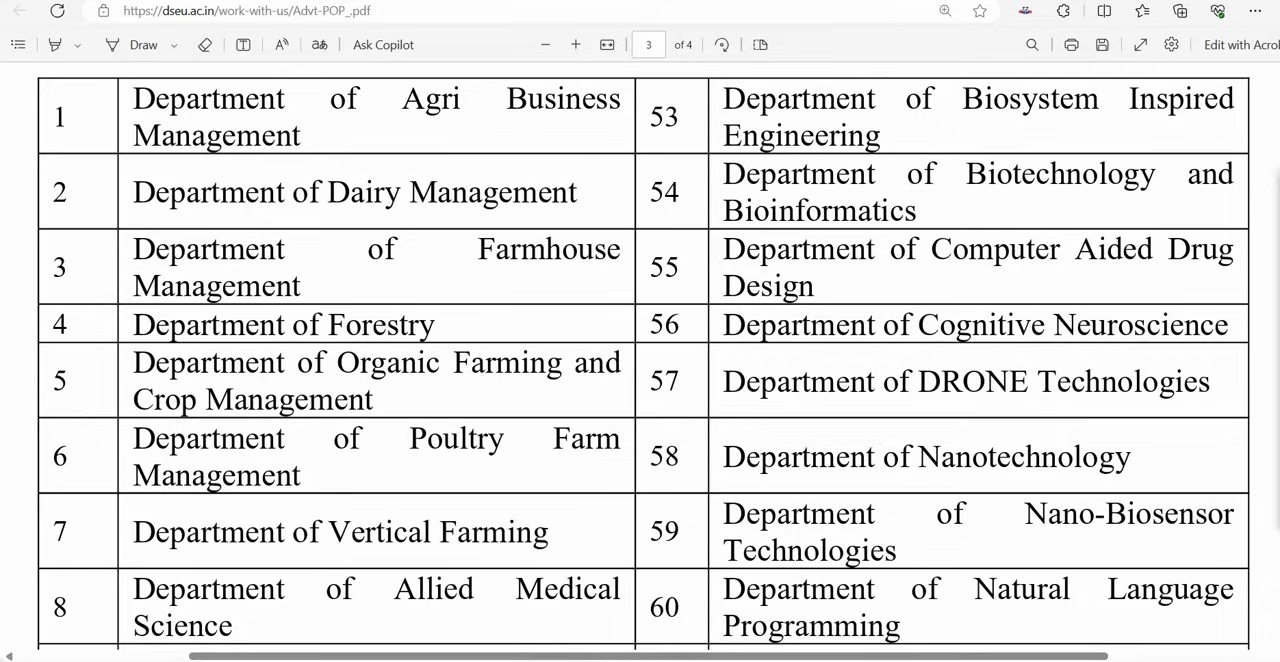 https://dseu.ac.in/work-with-us/Advt-POP_.pdf
Draw
Ask Copilot
3
of 4
Edit with Acrol
1
Department of Agri Business
Management
53
Department of Biosystem Inspired
Engineering
2
Department of Dairy Management
54
Department of Biotechnology and
Bioinformatics
3
Department of Farmhouse
Management
55
Department of Computer Aided Drug
Design
4
Department of Forestry
56
Department of Cognitive Neuroscience
5
Department of Organic Farming and
Crop Management
57
Department of DRONE Technologies
6
Department of Poultry Farm
Management
58
Department of Nanotechnology
7
Department of Vertical Farming
59
Department of Nano-Biosensor
Technologies
8
Department of Allied Medical
Science
60
Department of Natural Language
Programming